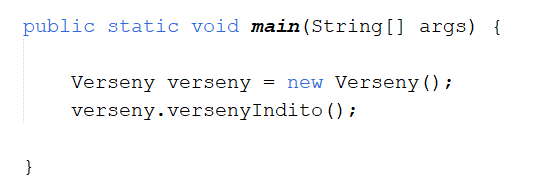 public static void main(String[] args) {
Verseny verseny = new Verseny();
verseny.versenyIndito();
}